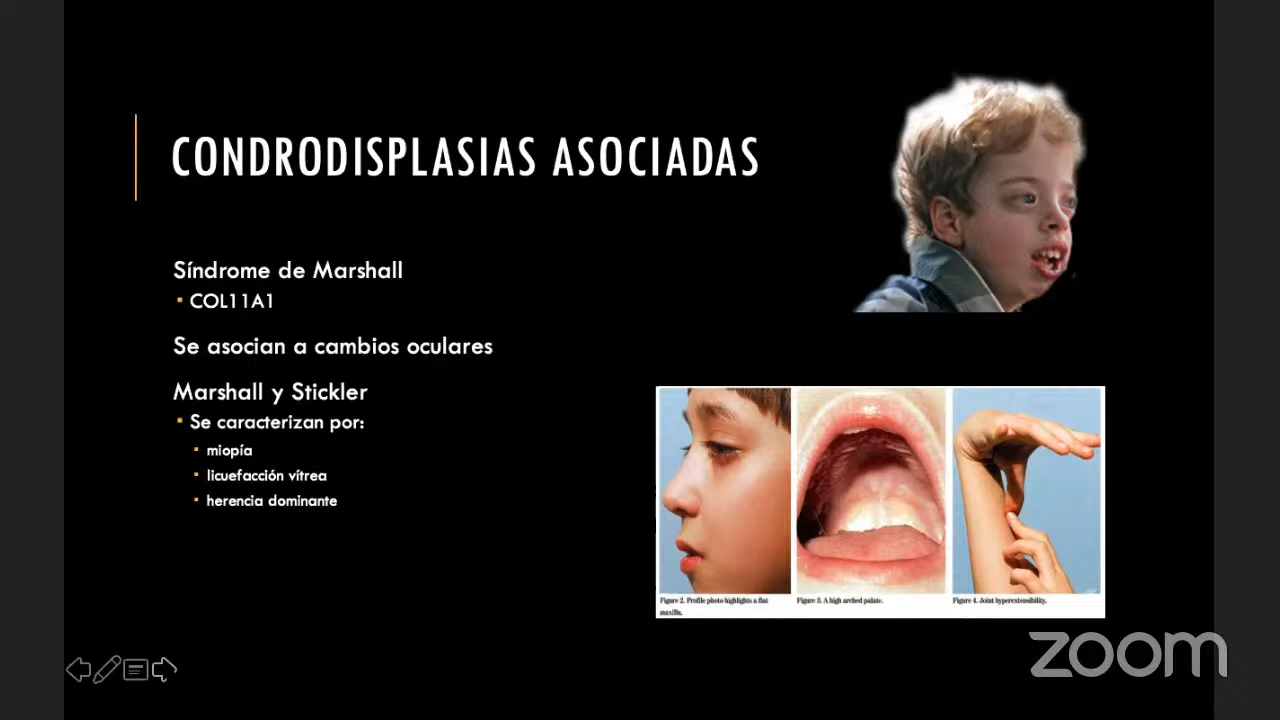 CONDRODISPLASIAS ASOCIADAS
Síndrome de Marshall
▪ COL11A1
Se asocian a cambios oculares
Marshall y Stickler
▪ Se caracterizan por:
▪ miopía
▪ licuefacción vítrea
▪ herencia dominante
Figure 2. Profile photo highlights a flat
maxilla.
Figure 3. A high arched palate.
Figure 4. Joint hyperextensibility.
zoom